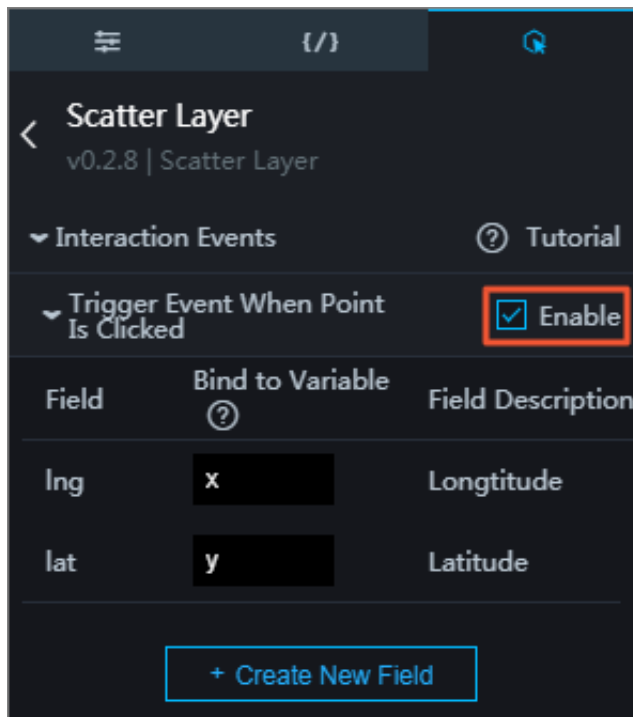 {/}
Scatter Layer
v0.2.8 | Scatter Layer
Interaction Events Tutorial
Trigger Event When Point
Is Clicked
Enable
Field Bind to Variable Field Description
lng x Longtitude
lat y Latitude
+ Create New Field